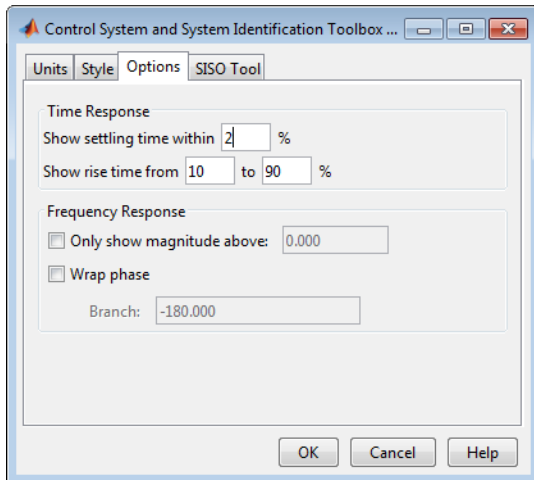 Control System and System Identification Toolbox ...
Units Style Options SISO Tool
Time Response
Show settling time within 2 %
Show rise time from 10 to 90 %
Frequency Response
Only show magnitude above: 0.000
Wrap phase
Branch: -180.000
OK Cancel Help